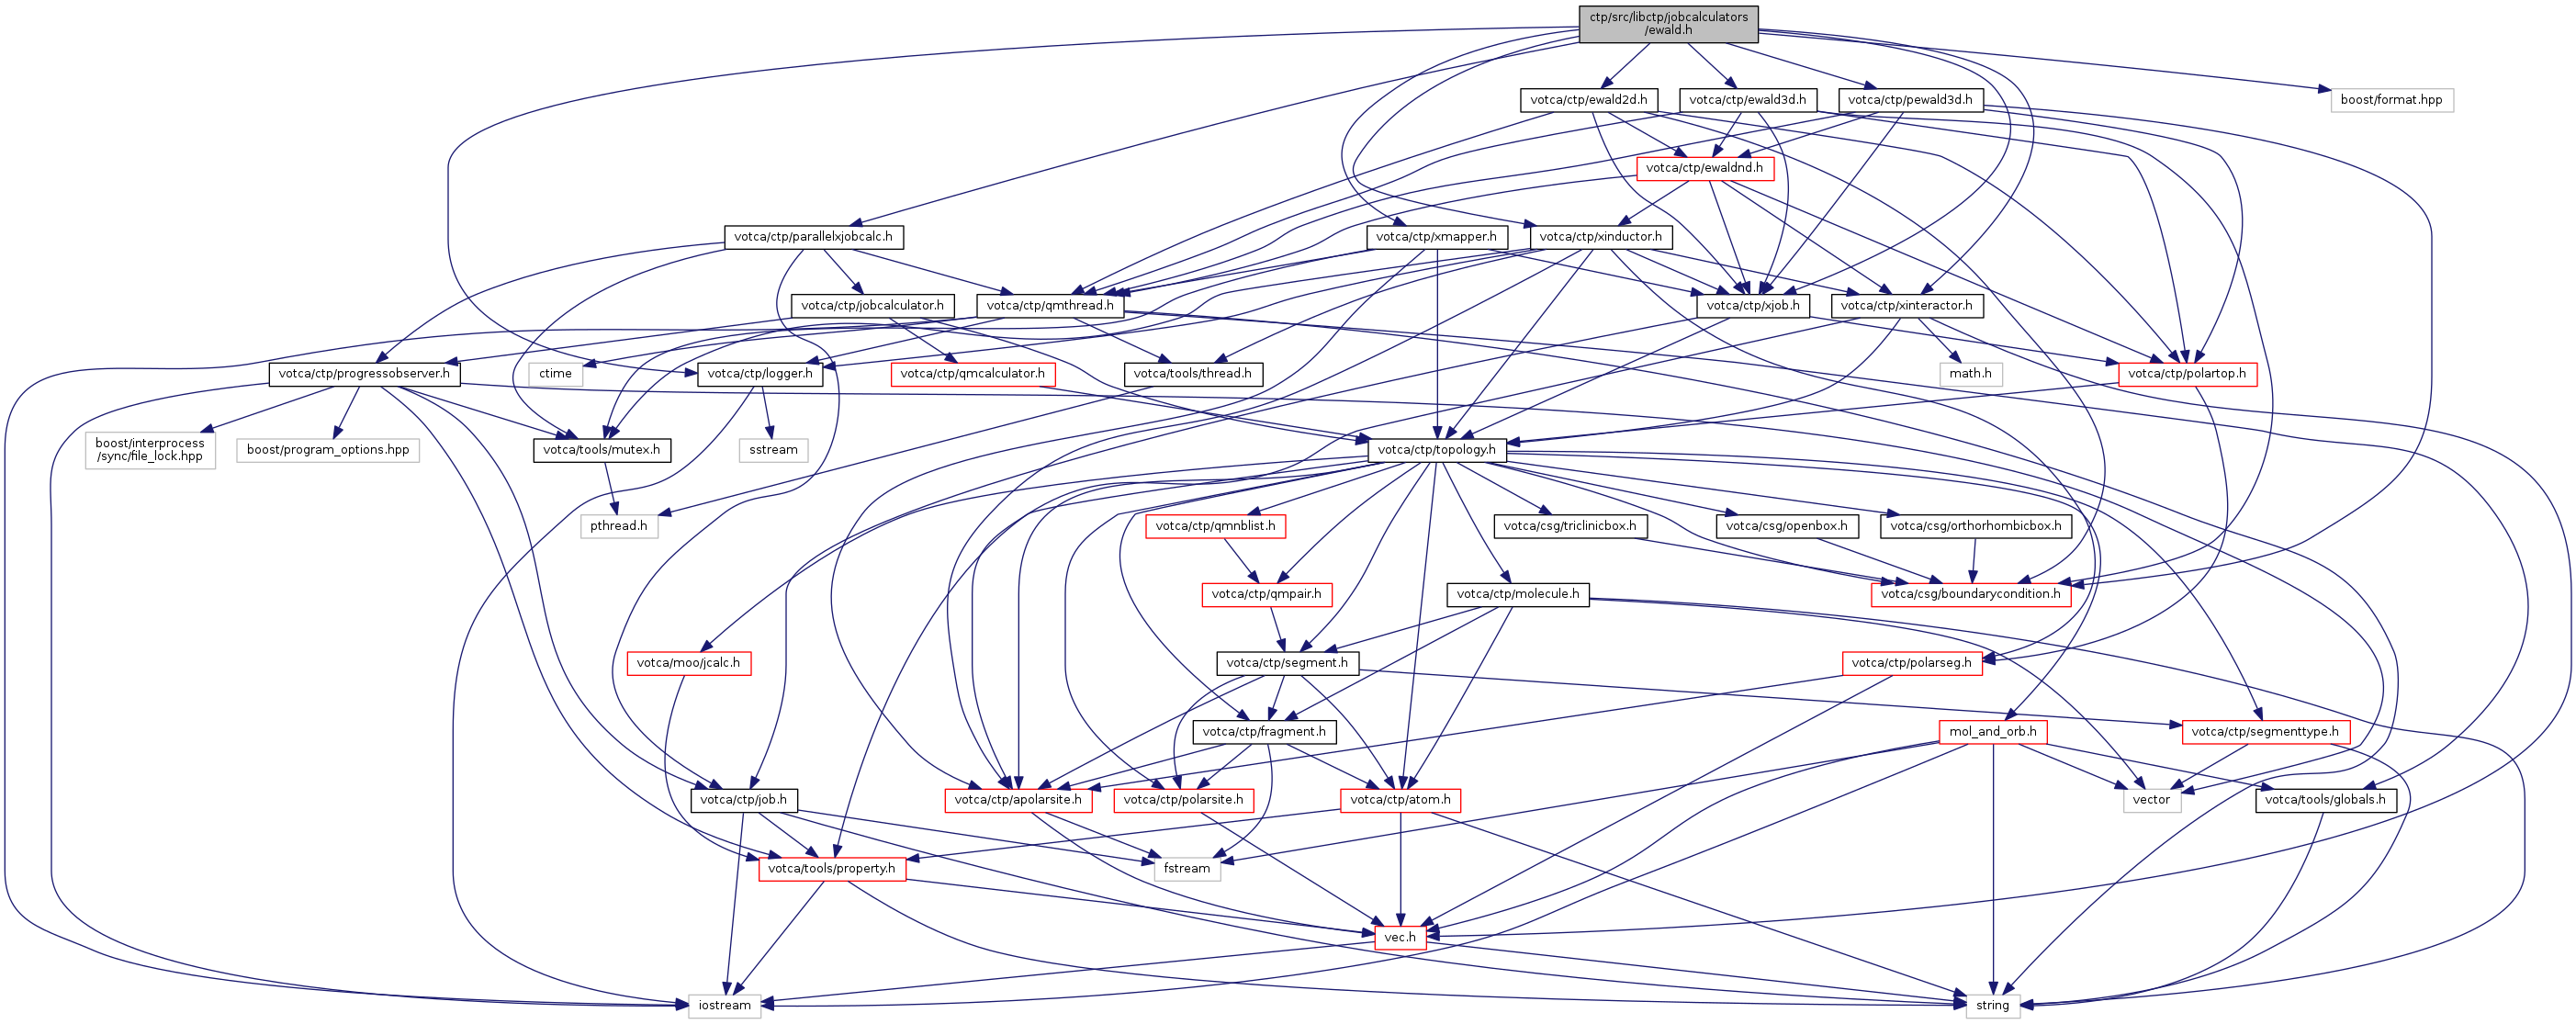 ctp/src/libctp/jobcalculators
/ewald.h
votca/ctp/ewald2d.h
votca/ctp/ewald3d.h
votca/ctp/pewald3d.h
boost/format.hpp
votca/ctp/ewaldnd.h
votca/ctp/parallelxjobcalc.h
votca/ctp/xmapper.h
votca/ctp/xinductor.h
votca/ctp/jobcalculator.h
votca/ctp/qmthread.h
votca/ctp/xjob.h
votca/ctp/xinteractor.h
votca/ctp/progressobserver.h
ctime
votca/ctp/logger.h
votca/ctp/qmcalculator.h
votca/tools/thread.h
math.h
votca/ctp/polartop.h
boost/interprocess
/sync/file_lock.hpp
boost/program_options.hpp
votca/tools/mutex.h
sstream
votca/ctp/topology.h
pthread.h
votca/ctp/qmnblist.h
votca/csg/triclinicbox.h
votca/csg/openbox.h
votca/csg/orthorhombicbox.h
votca/ctp/qmpair.h
votca/ctp/molecule.h
votca/csg/boundarycondition.h
votca/moo/jcalc.h
votca/ctp/segment.h
votca/ctp/polarseg.h
votca/ctp/fragment.h
mol_and_orb.h
votca/ctp/segmenttype.h
votca/ctp/job.h
votca/ctp/apolarsite.h
votca/ctp/polarsite.h
votca/ctp/atom.h
vector
votca/tools/globals.h
votca/tools/property.h
fstream
vec.h
iostream
string